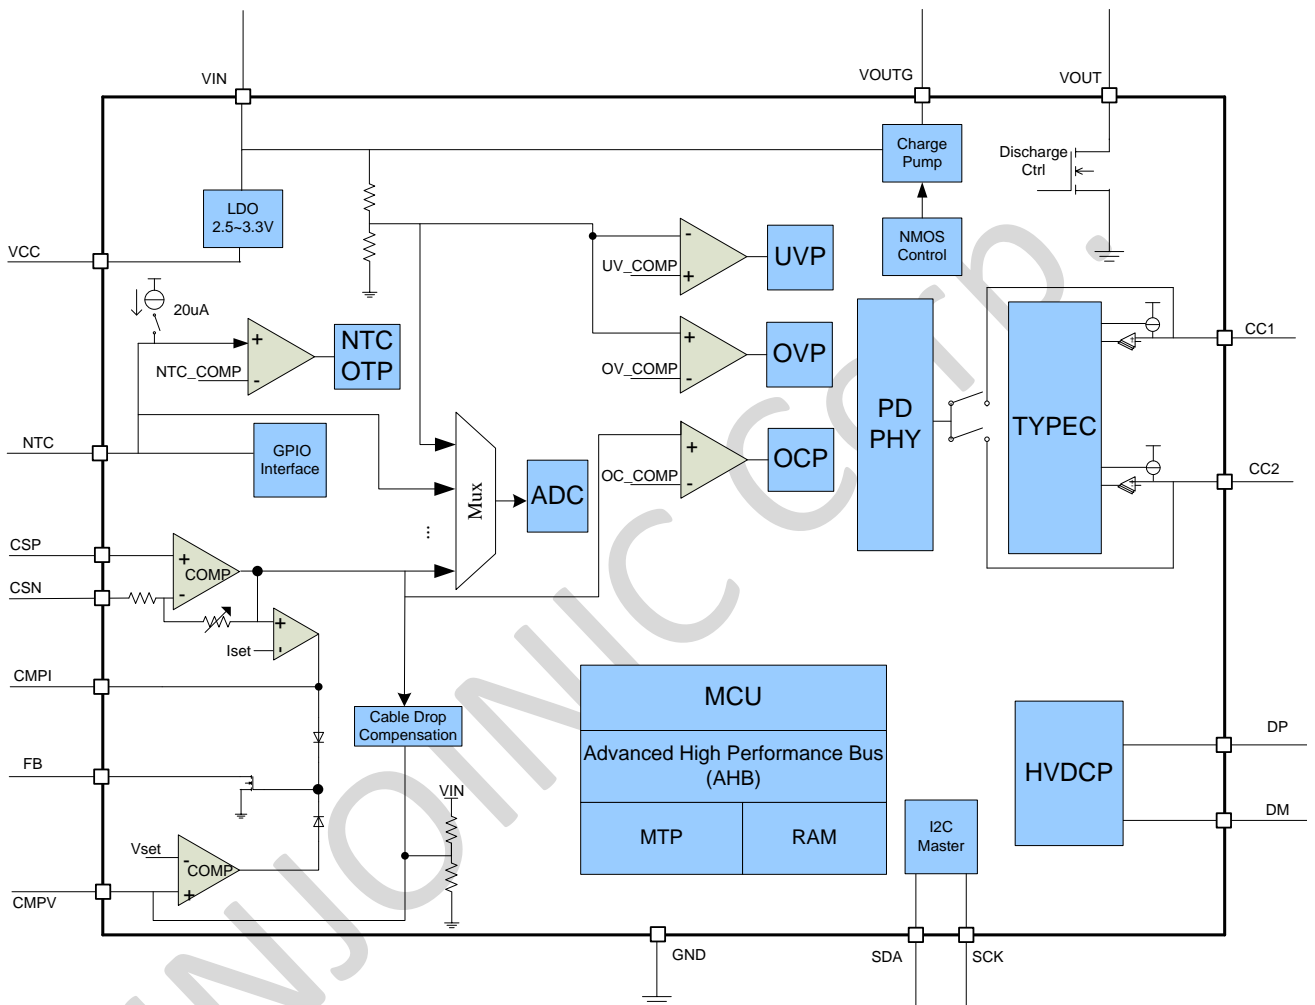 VIN
VOUTG
VOUT
Charge
Pump
Discharge
Ctrl
LDO
2.5~3.3V
VCC
NMOS
Control
UV_COMP
-
+
UVP
20uA
NTC_COMP
+
-
NTC
OTP
OV_COMP
+
-
OVP
CC1
PD
PHY
TYPEC
NTC
GPIO
Interface
Mux
ADC
...
OC_COMP
+
-
OCP
CC2
CSP
CSN
+
-
COMP
Iset
+
-
CMPI
Cable Drop
Compensation
MCU
Advanced High Performance Bus
(AHB)
MTP
RAM
FB
VIN
Vset
-
+
COMP
CMPV
I2C
Master
HVDCP
DP
DM
GND
SDA
SCK
INJOINIC Corp.